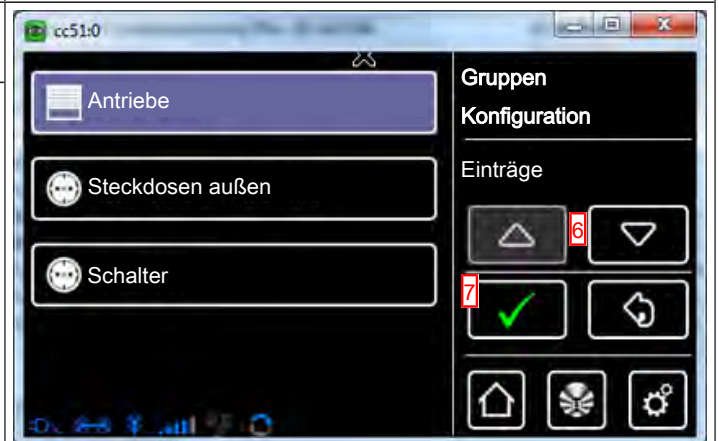 cc51:0
Antriebe
Steckdosen außen
Schalter
Gruppen
Konfiguration
Einträge
6
7